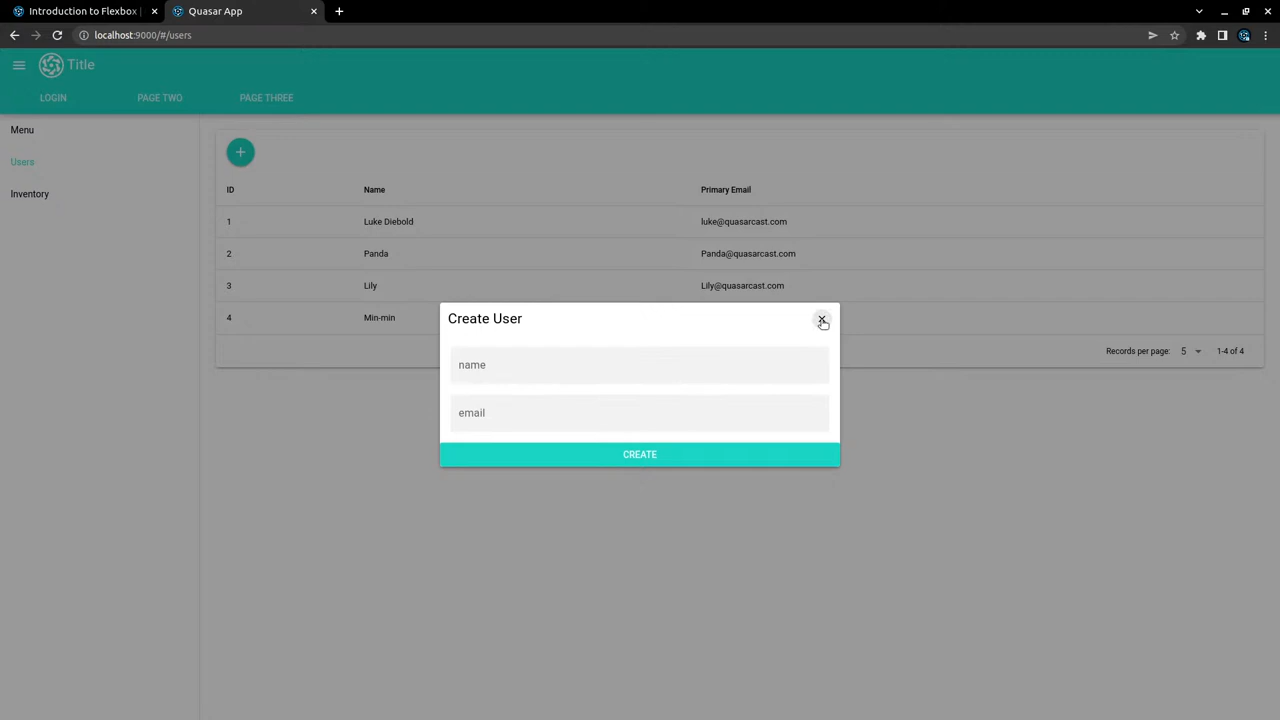 Introduction to Flexbox |
Quasar App
localhost:9000/#/users
Title
LOGIN PAGE TWO PAGE THREE
Menu
Users
Inventory
ID Name Primary Email
1 Luke Diebold luke@quasarcast.com
2 Panda Panda@quasarcast.com
3 Lily Lily@quasarcast.com
4 Min-min
Records per page: 5 1-4 of 4
Create User
name
email
CREATE